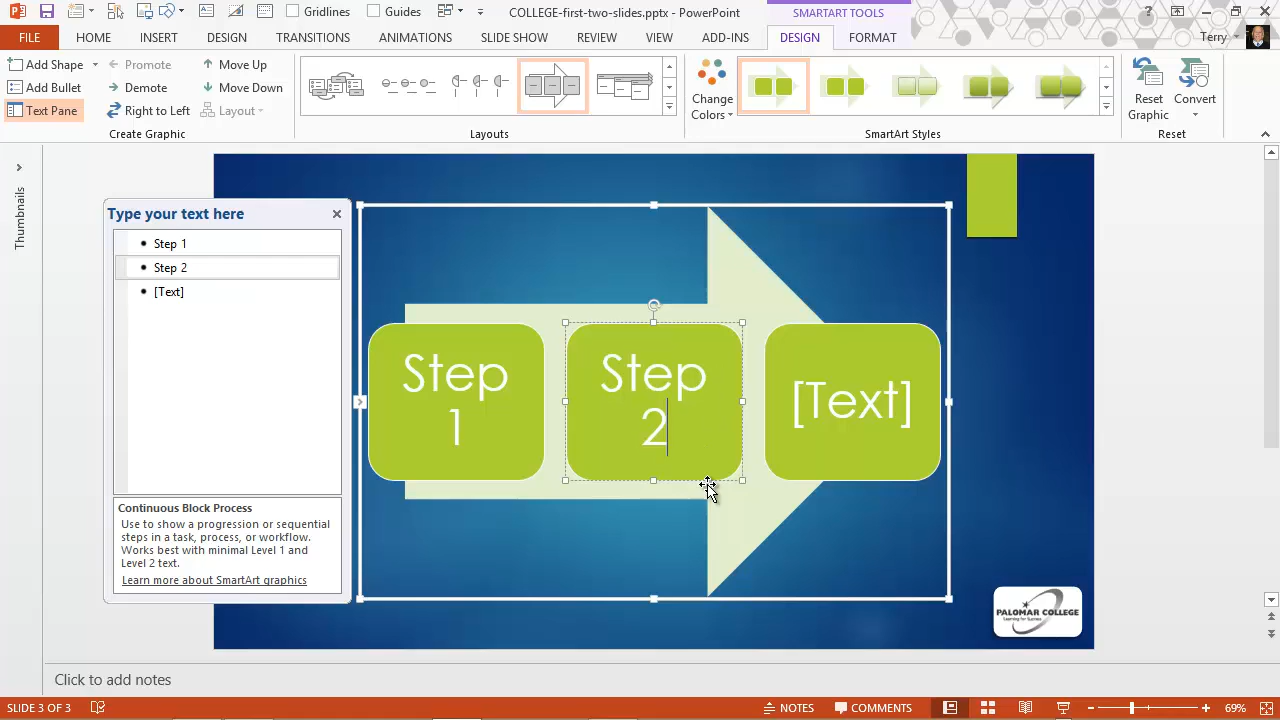 Gridlines
Guides
COLLEGE-first-two-slides.pptx - PowerPoint
SMARTART TOOLS
?
FILE
HOME
INSERT
DESIGN
TRANSITIONS
ANIMATIONS
SLIDE SHOW
REVIEW
VIEW
ADD-INS
DESIGN
FORMAT
Terry
Add Shape
Promote
Move Up
Add Bullet
Demote
Move Down
Text Pane
Right to Left
Layout
Create Graphic
Layouts
Change
Colors
SmartArt Styles
Reset
Graphic
Convert
Reset
Thumbnails
Type your text here
• Step 1
• Step 2
• [Text]
Continuous Block Process
Use to show a progression or sequential
steps in a task, process, or workflow.
Works best with minimal Level 1 and
Level 2 text.
Learn more about SmartArt graphics
Step
1
Step
2
[Text]
PALOMAR COLLEGE
Learning for Success
Click to add notes
SLIDE 3 OF 3
NOTES
COMMENTS
69%